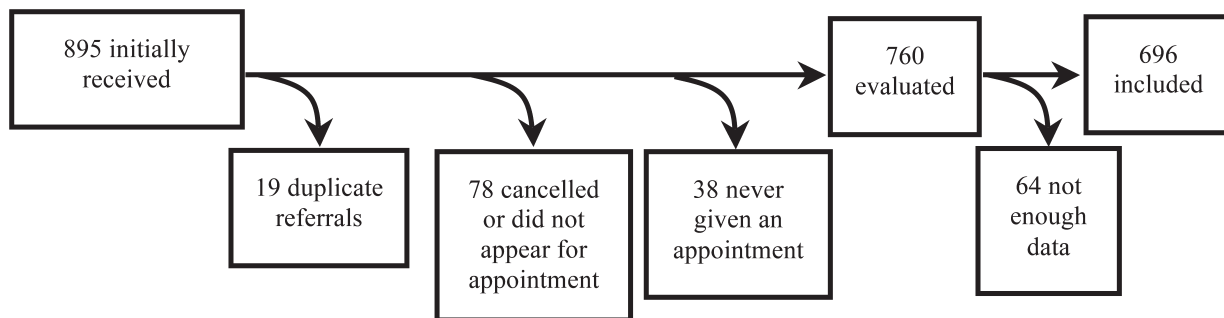 895 initially
received
760
evaluated
696
included
19 duplicate
referrals
78 cancelled
or did not
appear for
appointment
38 never
given an
appointment
64 not
enough
data